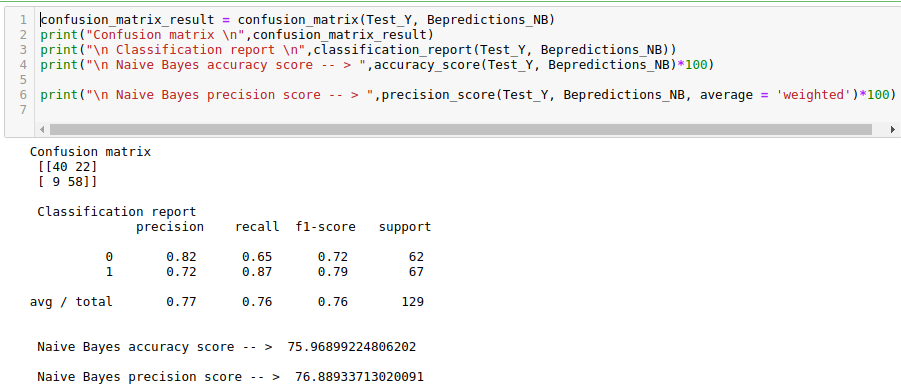 1 confusion_matrix_result = confusion_matrix(Test_Y, Bepredictions_NB)
2 print("Confusion matrix \n",confusion_matrix_result)
3 print("\n Classification report \n",classification_report(Test_Y, Bepredictions_NB))
4 print("\n Naive Bayes accuracy score -- > ",accuracy_score(Test_Y, Bepredictions_NB)*100)
5
6 print("\n Naive Bayes precision score -- > ",precision_score(Test_Y, Bepredictions_NB, average = 'weighted')*100)
7
Confusion matrix
[[40 22]
[ 9 58]]
Classification report
precision recall f1-score support
0 0.82 0.65 0.72 62
1 0.72 0.87 0.79 67
avg / total 0.77 0.76 0.76 129
Naive Bayes accuracy score -- > 75.96899224806202
Naive Bayes precision score -- > 76.88933713020091